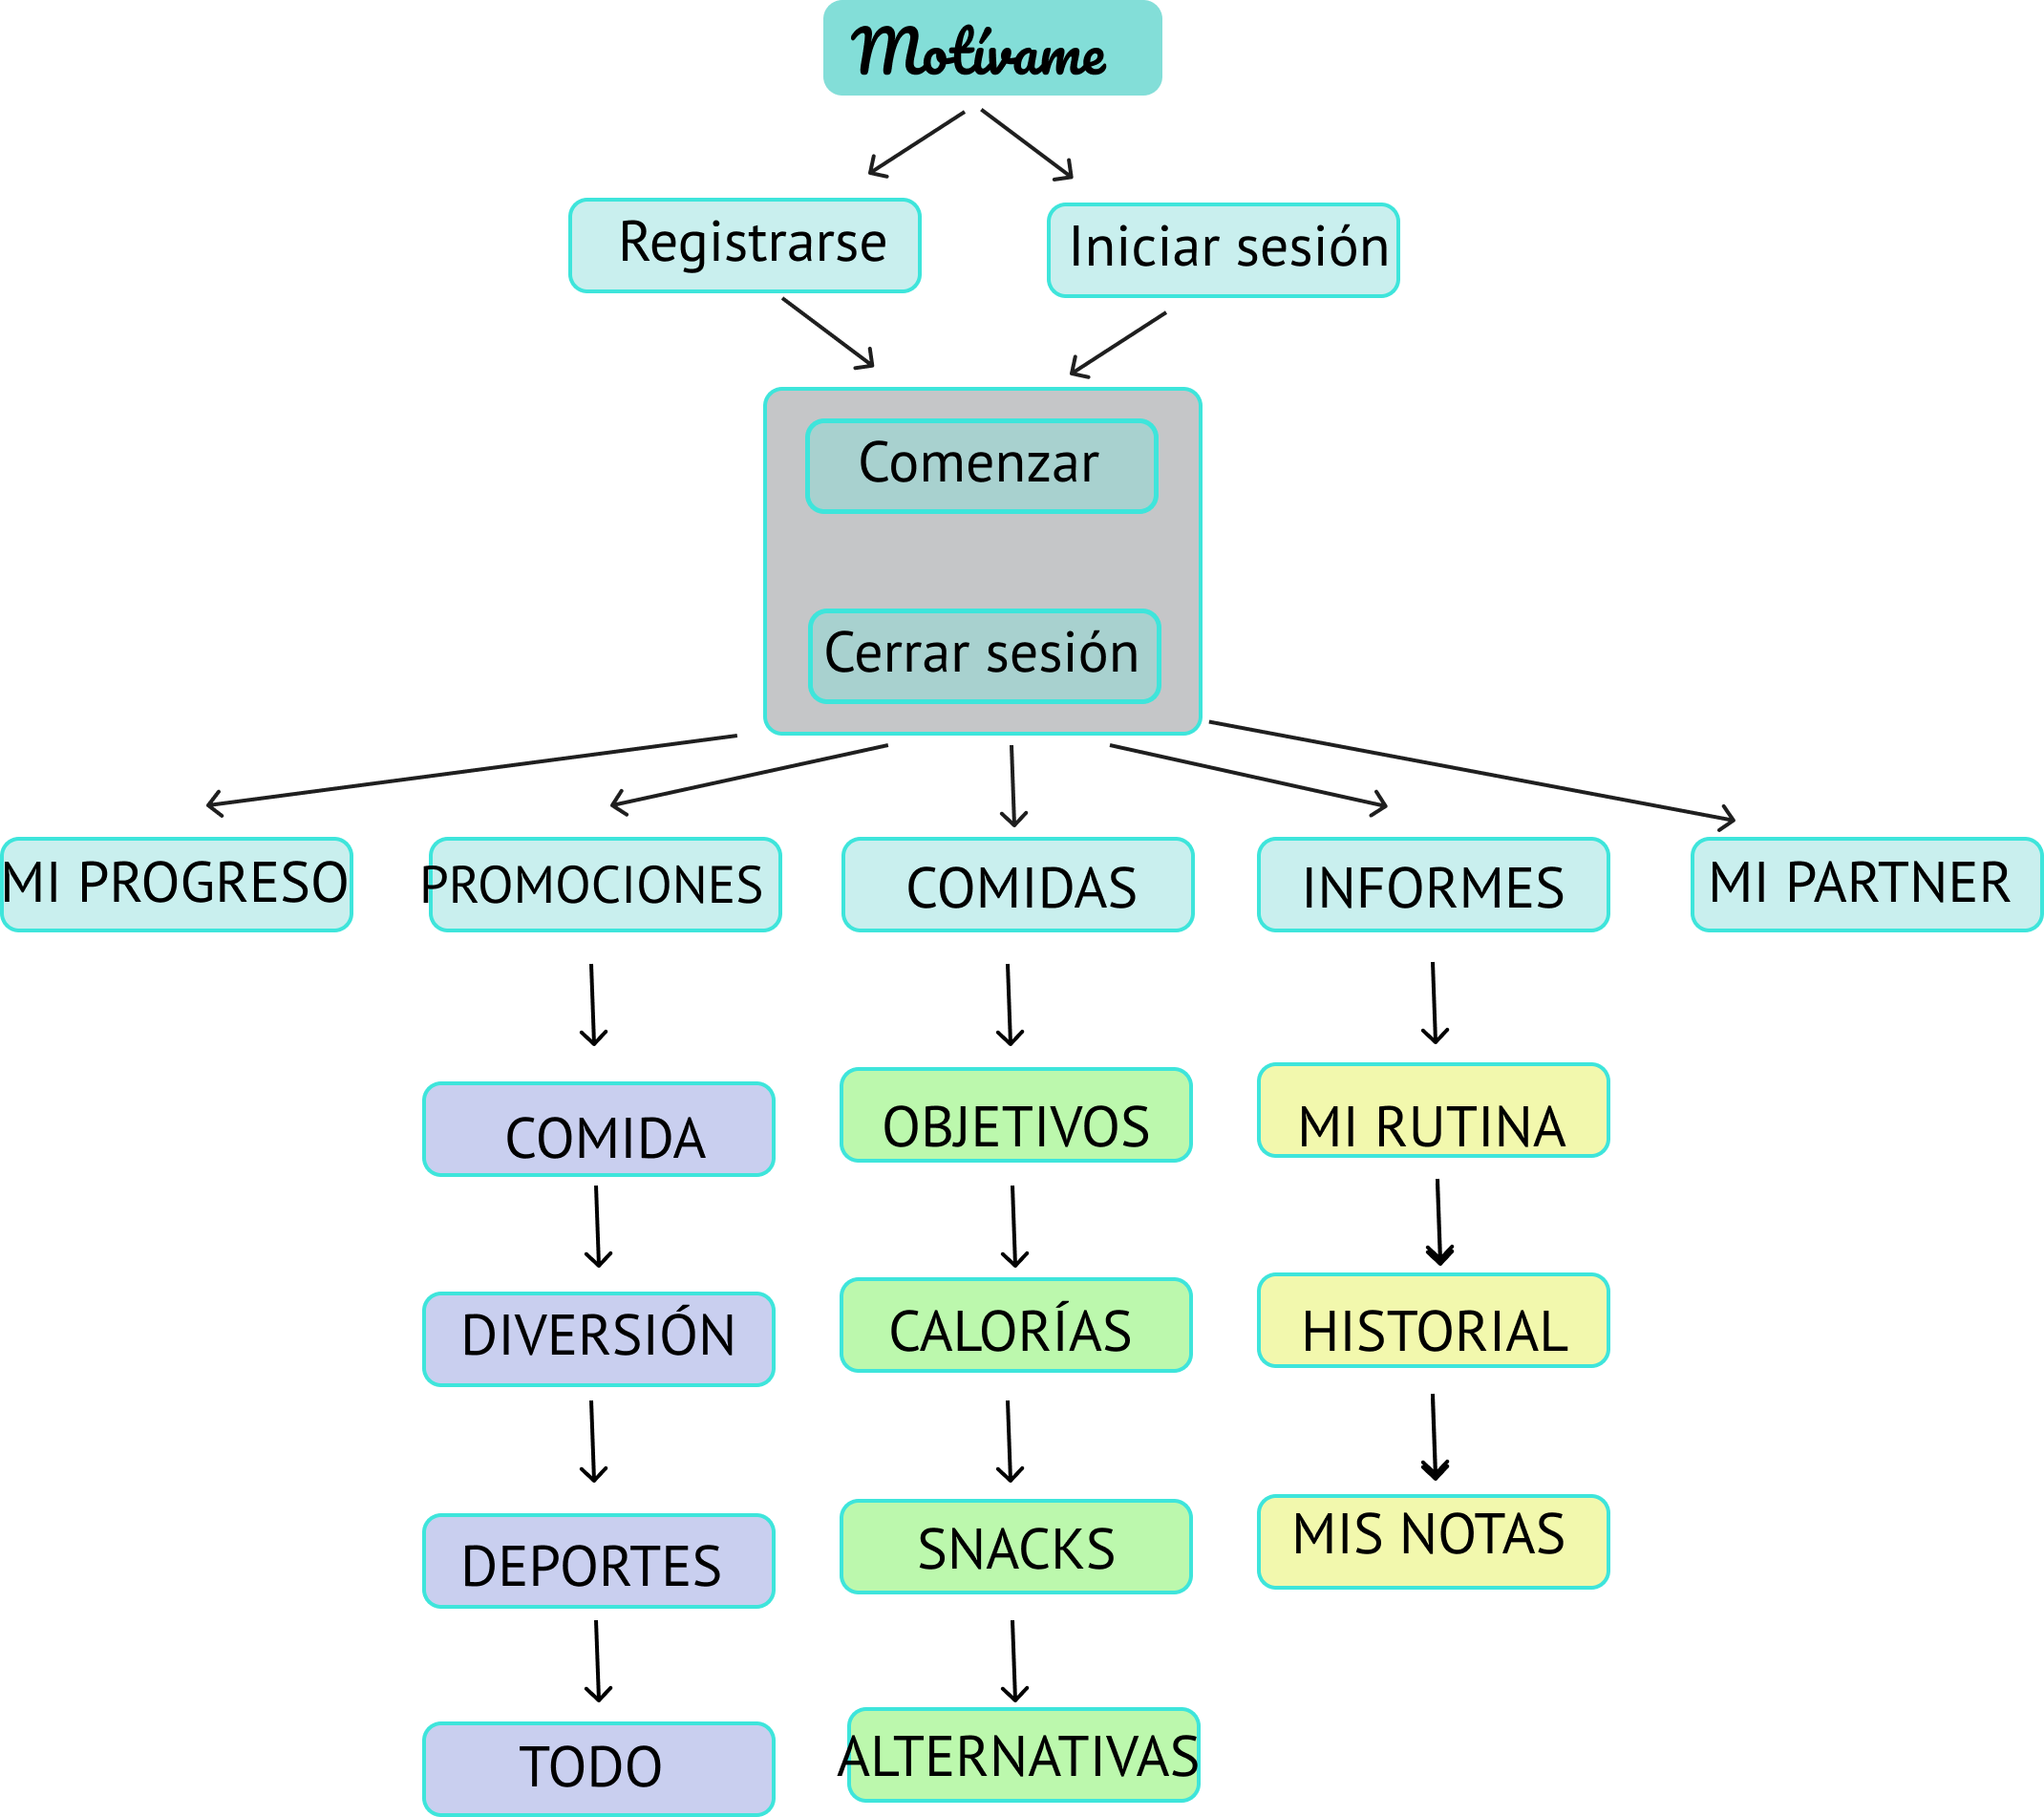 Motívame
Registrarse
Iniciar sesión
Comenzar
Cerrar sesión
MI PROGRESO
PROMOCIONES
COMIDAS
INFORMES
MI PARTNER
COMIDA
OBJETIVOS
MI RUTINA
DIVERSIÓN
CALORÍAS
HISTORIAL
DEPORTES
SNACKS
MIS NOTAS
TODO
ALTERNATIVAS